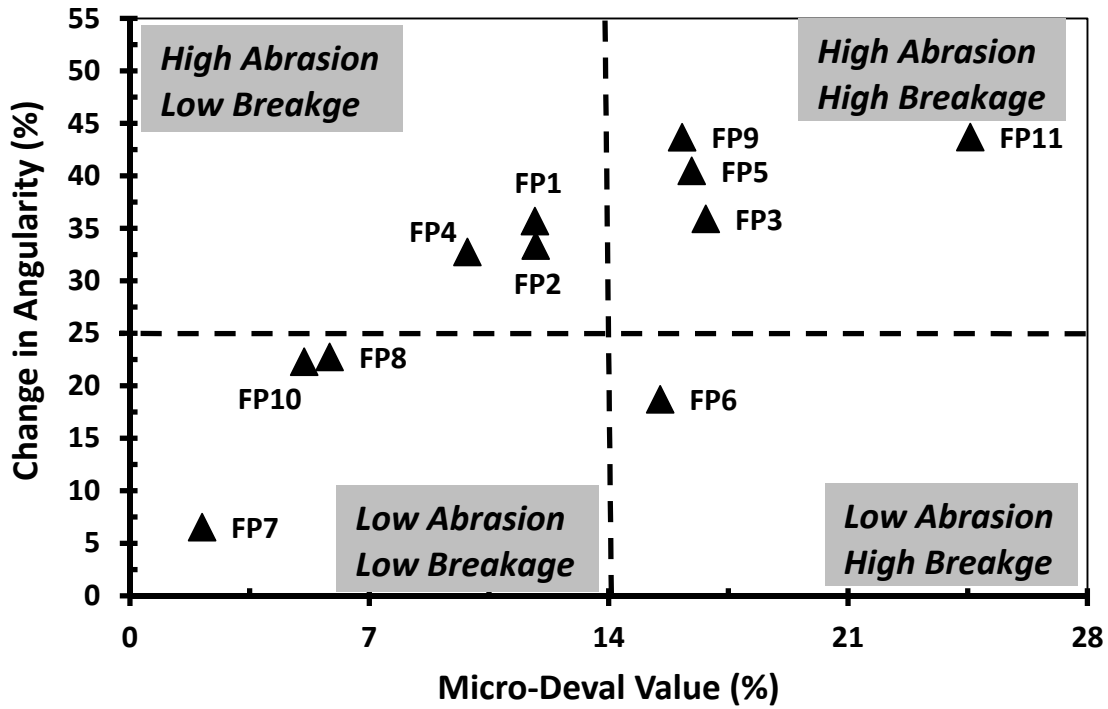 55
50
45
40
35
30
25
20
15
10
5
0
Change in Angularity (%)
High Abrasion
Low Breakge
High Abrasion
High Breakage
FP9
FP11
FP5
FP1
FP3
FP4
FP2
FP8
FP10
FP6
FP7
Low Abrasion
Low Breakage
Low Abrasion
High Breakge
0 7 14 21 28
Micro-Deval Value (%)